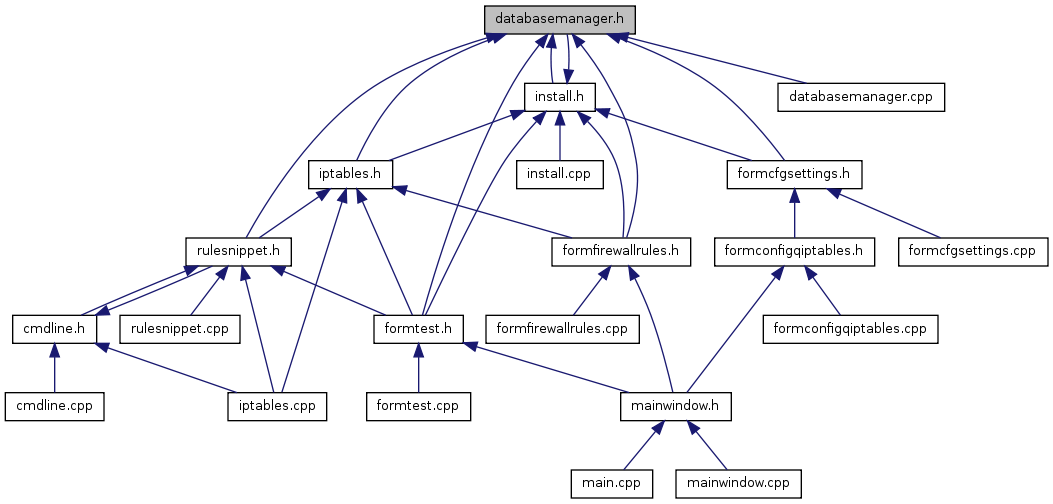 databasemanager.h
install.h
databasemanager.cpp
iptables.h
install.cpp
formcfgsettings.h
rulesnippet.h
formfirewallrules.h
formconfigqiptables.h
formcfgsettings.cpp
cmdline.h
rulesnippet.cpp
formtest.h
formfirewallrules.cpp
formconfigqiptables.cpp
cmdline.cpp
iptables.cpp
formtest.cpp
mainwindow.h
main.cpp
mainwindow.cpp